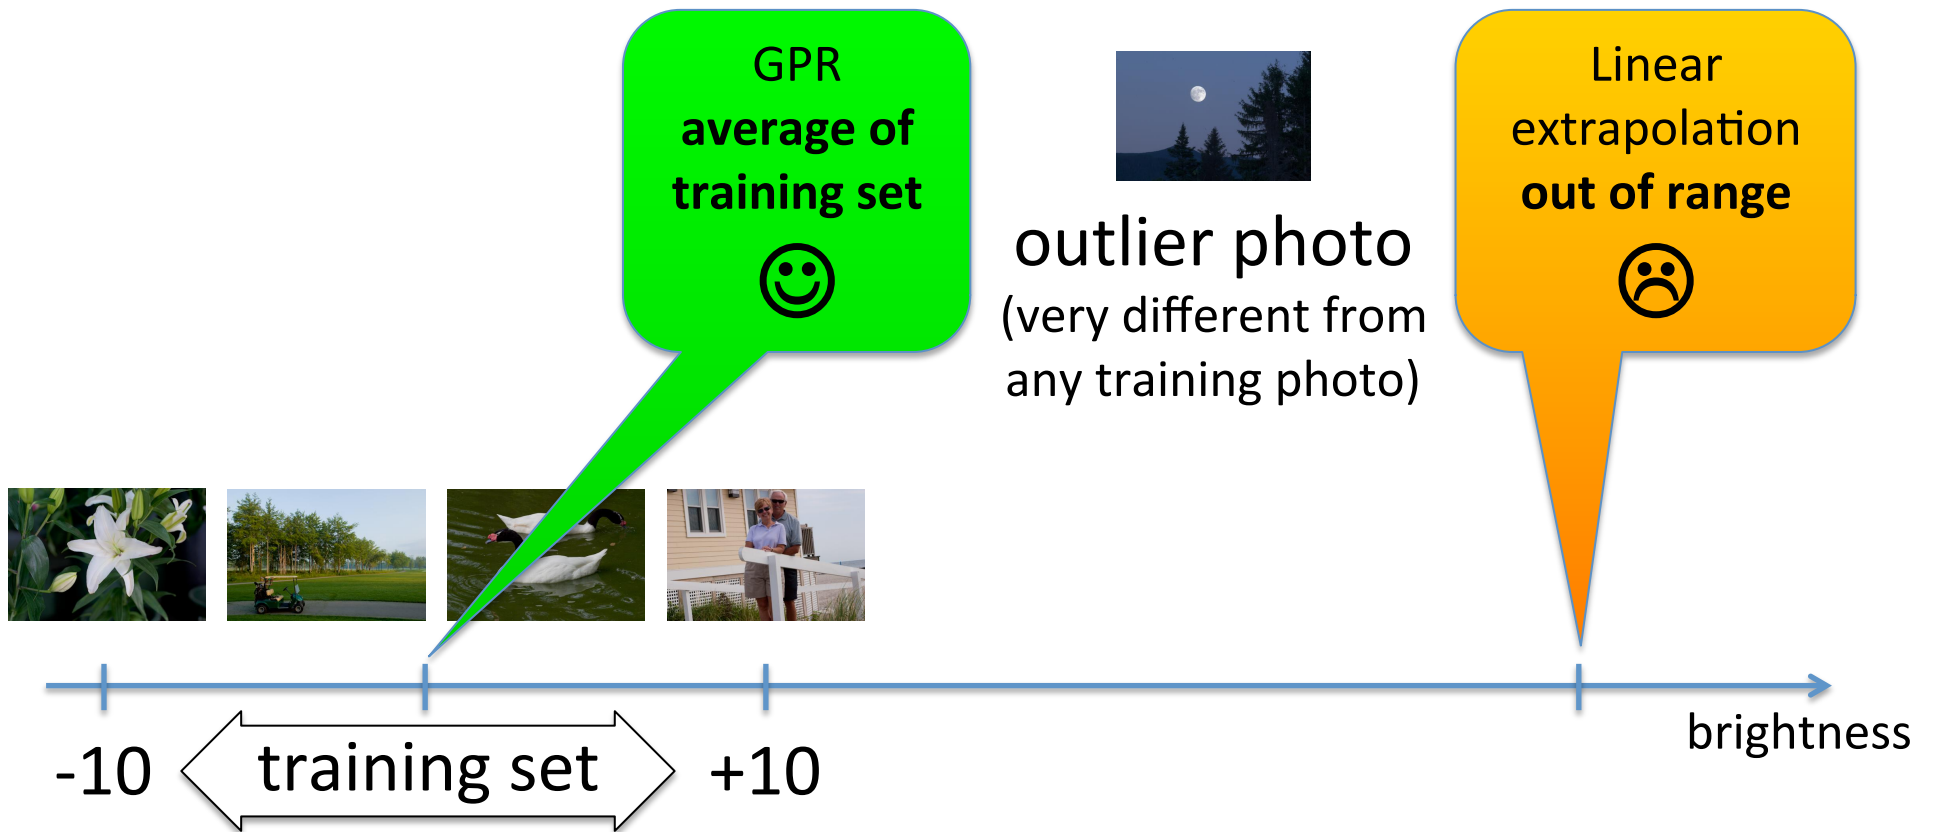 GPR
average of
training set
outlier photo
(very different from
any training photo)
Linear
extrapolation
out of range
-10
training set
+10
brightness